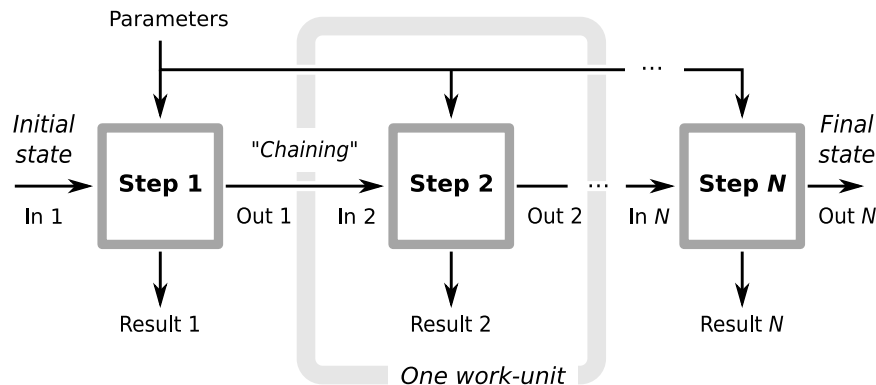 Parameters
...
Initial
state
"Chaining"
Final
state
Step 1
Step 2
...
Step N
In 1
Out 1
In 2
Out 2
In N
Out N
Result 1
Result 2
Result N
One work-unit